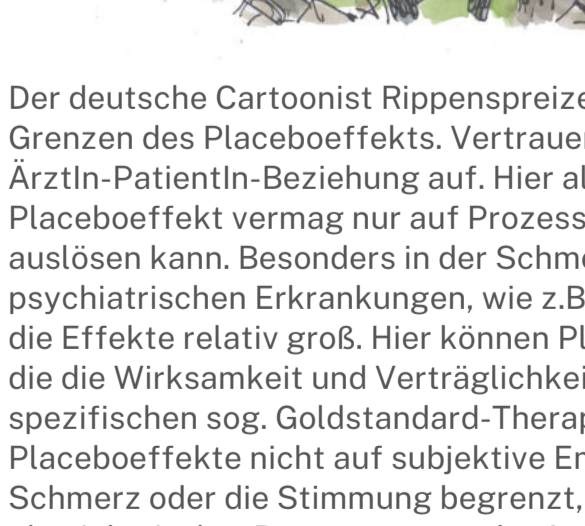 Der deutsche Cartoonist Rippenspreize
Grenzen des Placeboeffekts. Vertraue
ÄrztIn-PatientIn-Beziehung auf. Hier al
Placeboeffekt vermag nur auf Prozess
auslösen kann. Besonders in der Schm
psychiatrischen Erkrankungen, wie z.B
die Effekte relativ groß. Hier können Pl
die die Wirksamkeit und Verträglichkei
spezifischen sog. Goldstandard-Therap
Placeboeffekte nicht auf subjektive E
Schmerz oder die Stimmung begrenzt,